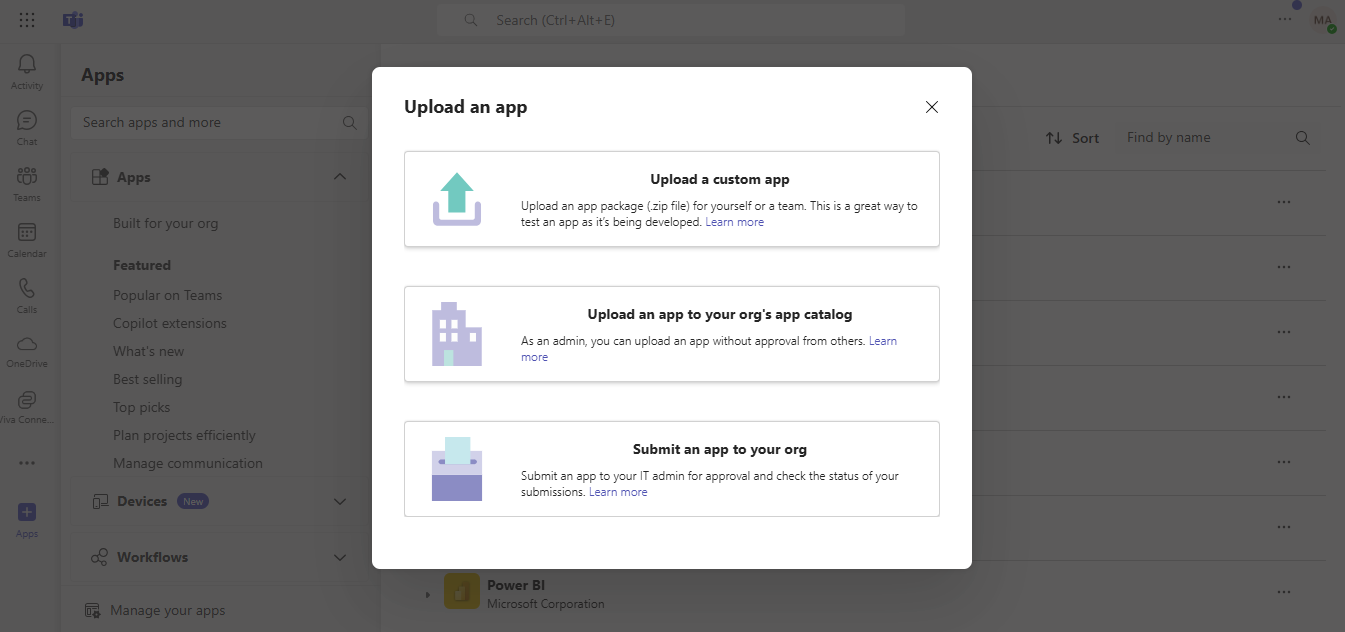 Search (Ctrl+Alt+E)
MA
Activity
Chat
Teams
Calendar
Calls
OneDrive
Viva Conne...
Apps
Apps
Search apps and more
Apps
Built for your org
Featured
Popular on Teams
Copilot extensions
What's new
Best selling
Top picks
Plan projects efficiently
Manage communication
Devices New
Workflows
Manage your apps
Upload an app
Upload a custom app
Upload an app package (.zip file) for yourself or a team. This is a great way to
test an app as it's being developed. Learn more
Upload an app to your org's app catalog
As an admin, you can upload an app without approval from others. Learn
more
Submit an app to your org
Submit an app to your IT admin for approval and check the status of your
submissions. Learn more
Sort
Find by name
Power BI
Microsoft Corporation